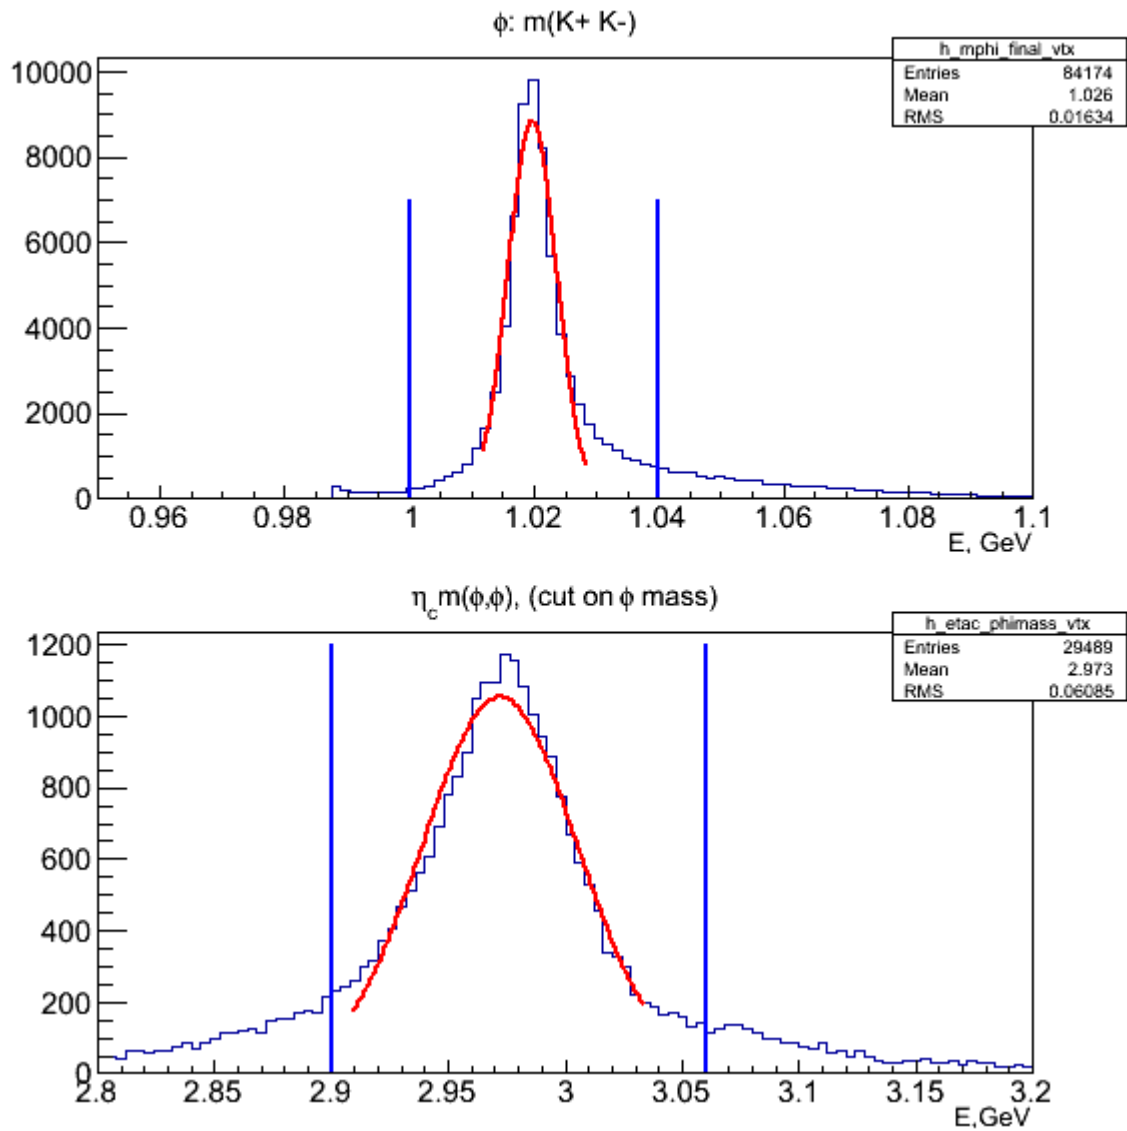 ϕ: m(K+ K-)
h_mphi_final_vtx
Entries 84174
Mean 1.026
RMS 0.01634
10000
8000
6000
4000
2000
0
0.96 0.98 1 1.02 1.04 1.06 1.08 1.1
E, GeV
η_c m(ϕ,ϕ), (cut on ϕ mass)
h_etac_phimass_vtx
Entries 29489
Mean 2.973
RMS 0.06085
1200
1000
800
600
400
200
0
2.8 2.85 2.9 2.95 3 3.05 3.1 3.15 3.2
E,GeV